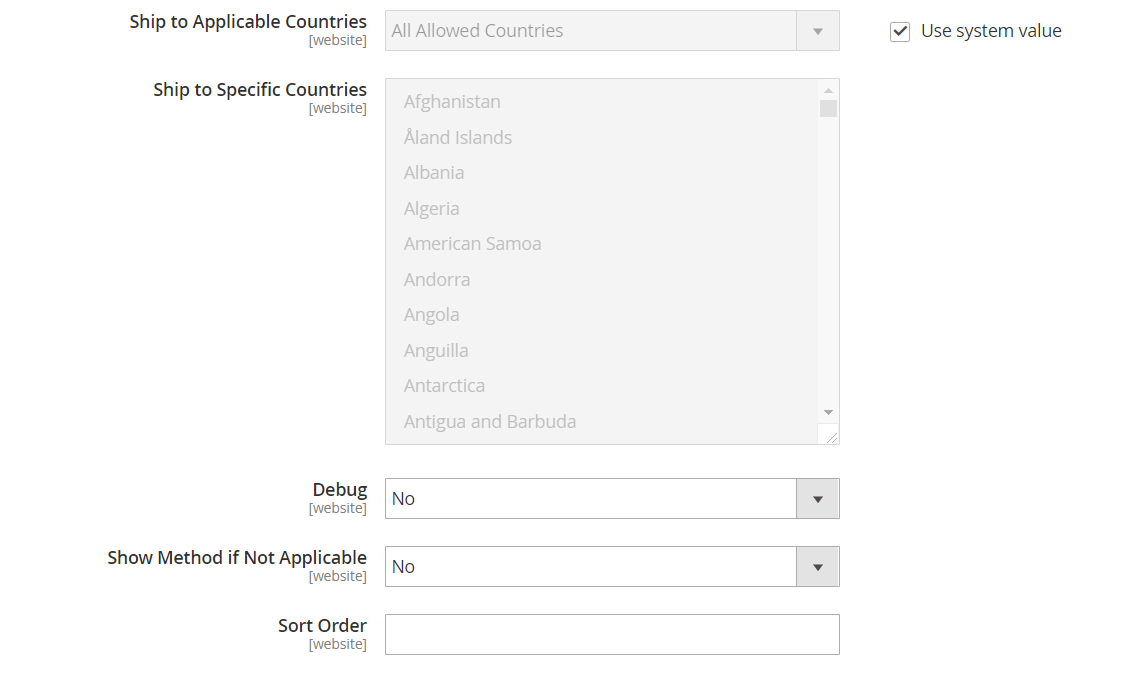 Ship to Applicable Countries
[website]
All Allowed Countries
Use system value
Ship to Specific Countries
[website]
Afghanistan
Åland Islands
Albania
Algeria
American Samoa
Andorra
Angola
Anguilla
Antarctica
Antigua and Barbuda
Debug
[website]
No
Show Method if Not Applicable
[website]
No
Sort Order
[website]